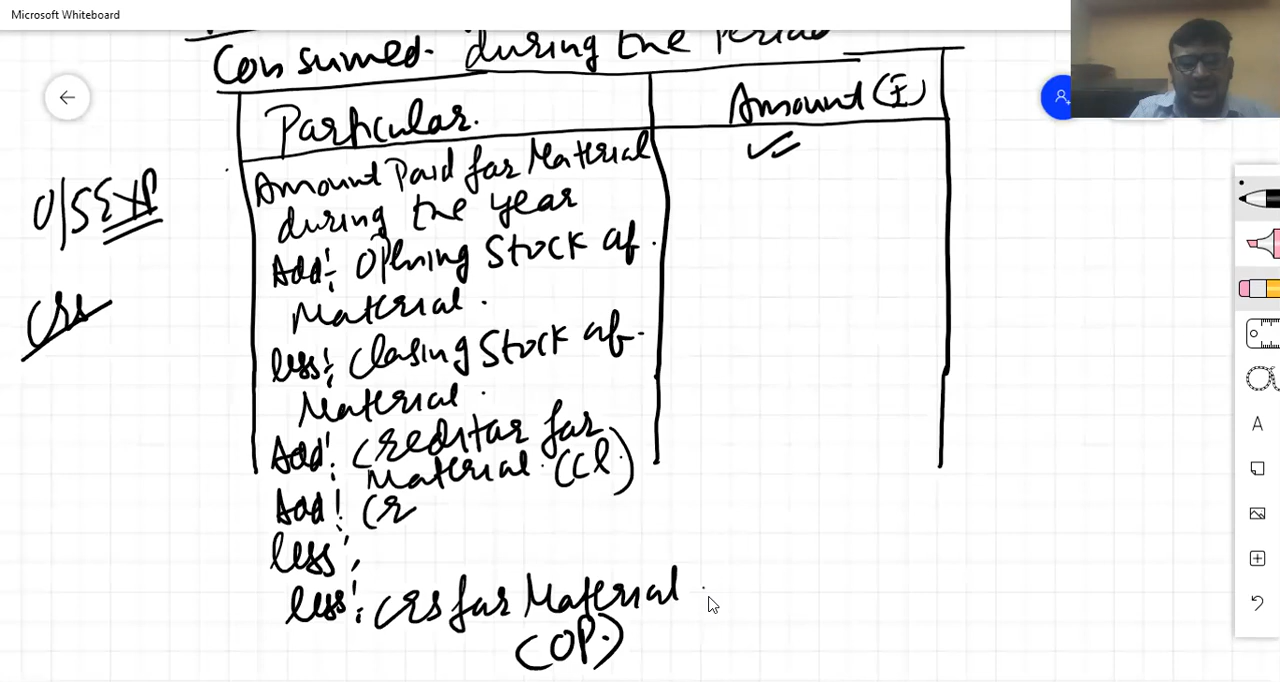 Microsoft Whiteboard
Consumed during the Period
Particular. Amount (₹)
Amount Paid for Material
during the year
Add: Opening Stock of
Material.
less: Closing Stock of
Material.
Add: Creditor for
Material (Cl.)
Add: Cr
less:
less: Crs for Material
(OP.)
O/S Exp
Crs
A